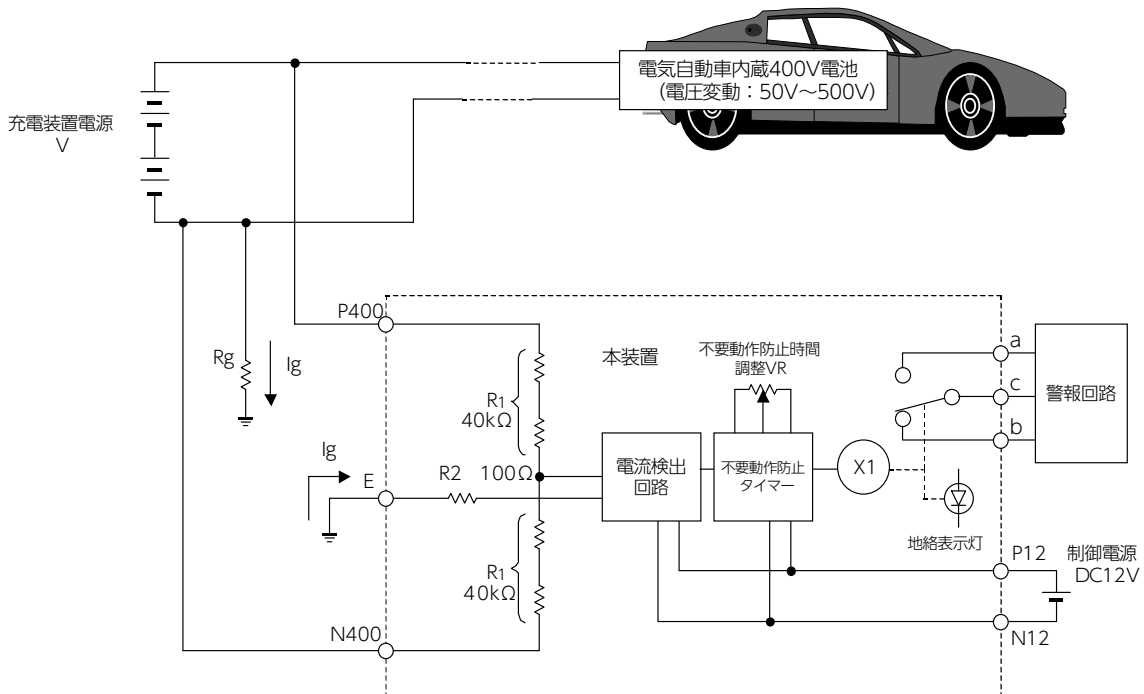 電気自動車内蔵400V電池
(電圧変動：50V～500V)
充電装置電源
V
P400
Rg
Ig
本装置
不要動作防止時間
調整VR
a
c
b
警報回路
R1
40kΩ
Ig
E
R2
100Ω
電流検出
回路
不要動作防止
タイマー
X1
地絡表示灯
R1
40kΩ
P12
制御電源
DC12V
N400
N12